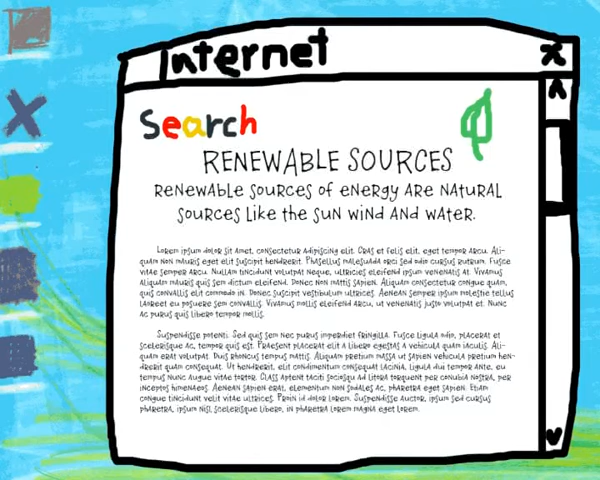 Internet
X
Search
RENEWABLE SOURCES
Renewable sources of energy are natural
sources like the sun wind and water.
Lorem ipsum dolor sit amet, consectetur adipiscing elit. Cras et felis elit, eget tempor arcu. Ali-
quam non mauris eget elit suscipit hendrerit. Phasellus malesuada orci sed odio cursus rutrum. Fusce
vitae semper arcu. Nullam tincidunt volutpat neque, ultricies eleifend ipsum venenatis at. Vivamus
aliquam mauris quis sem dictum eleifend. Donec non mattis sapien. Aliquam consectetur congue quam,
quis convallis elit commodo in. Donec suscipit vestibulum ultrices. Aenean semper ipsum molestie tellus
laoreet eu posuere sem convallis. Vivamus mollis eleifend arcu, ut venenatis justo volutpat et. Nunc
ac purus quis libero tempor mollis.
Suspendisse potenti. Sed quis sem nec purus imperdiet fringilla. Fusce ligula odio, placerat et
scelerisque ac, tempor quis est. Praesent placerat elit a libero egestas a vehicula quam iaculis. Ali-
quam erat volutpat. Duis rhoncus tempus mattis. Aliquam pretium massa ut sapien vehicula pretium hen-
drerit quam consequat. Ut hendrerit, elit condimentum consequat lacinia, ligula dui tempor ante, eu
tempus nunc augue vitae tortor. Class aptent taciti sociosqu ad litora torquent per conubia nostra, per
inceptos himenaeos. Aenean sapien erat, elementum non sodales ac, pharetra eget sapien. Etiam
congue tincidunt velit vitae ultrices. Proin id dolor lorem. Suspendisse auctor, ipsum sed cursus
pharetra, ipsum nisl scelerisque libero, in pharetra lorem magna eget lorem.